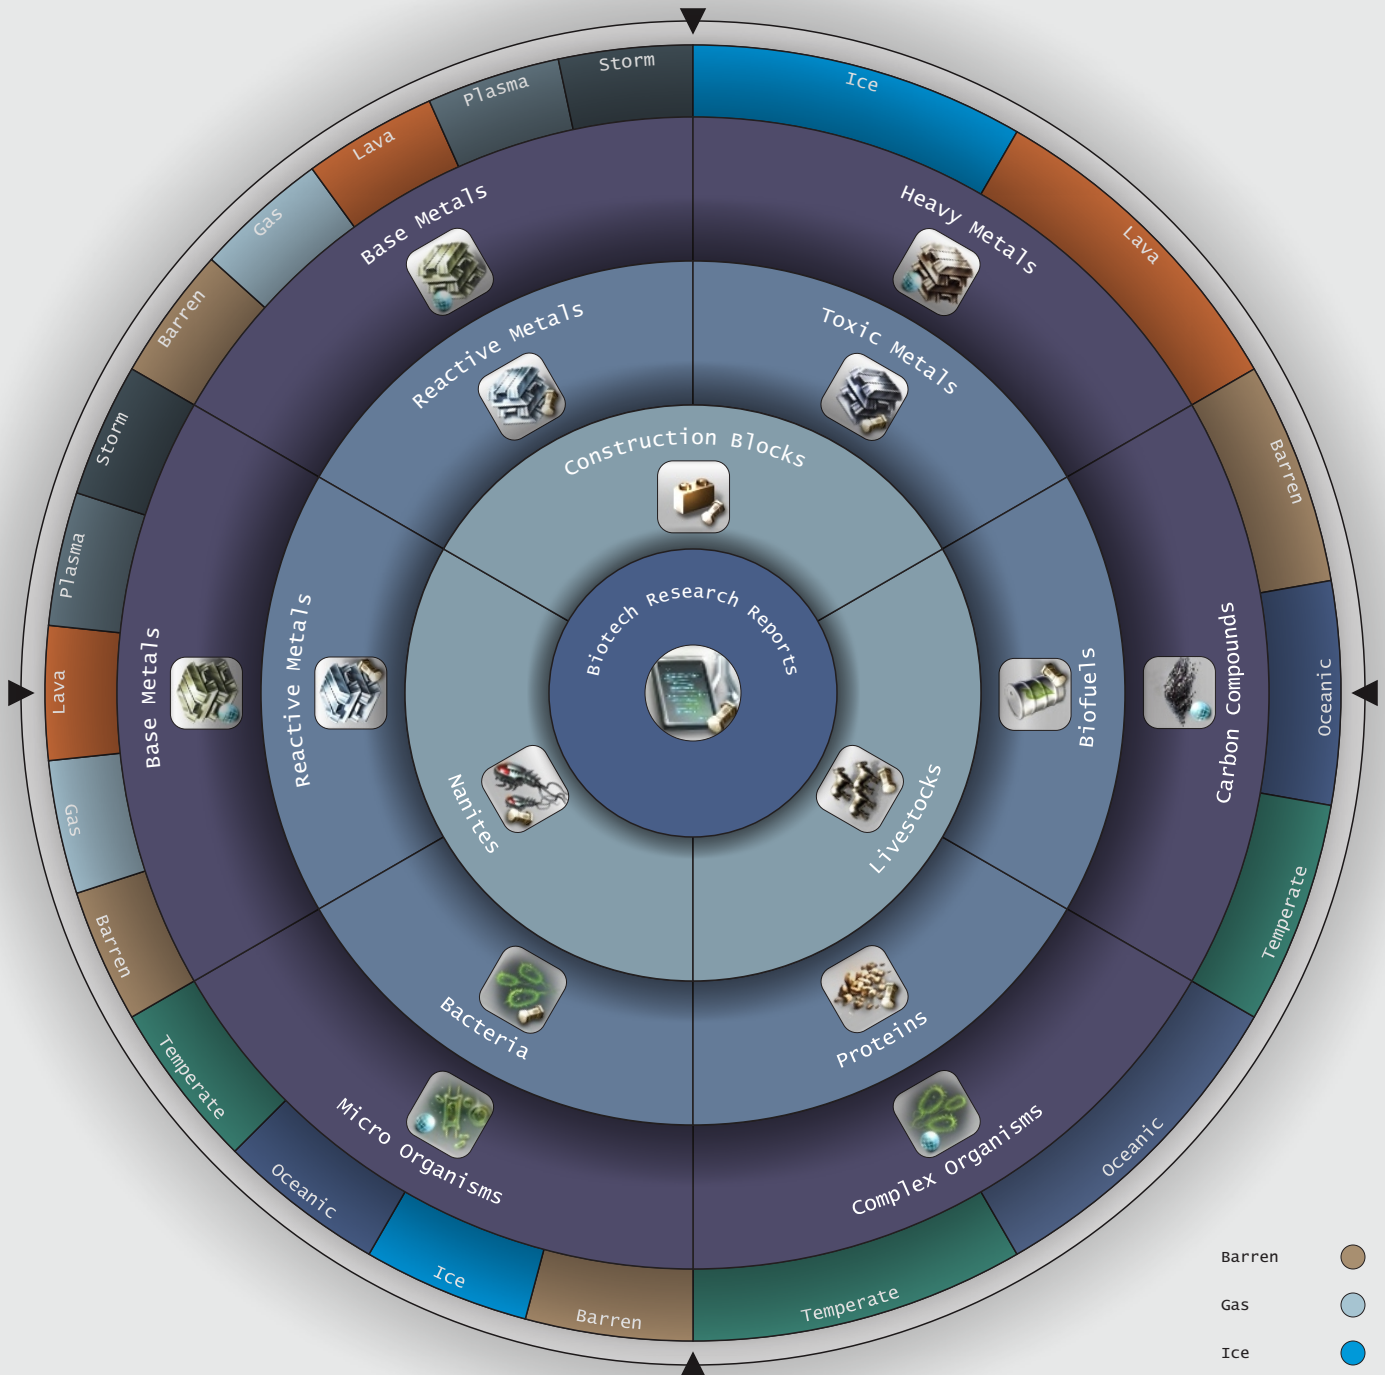 Storm
Ice
Plasma
Lava
Lava
Gas
Barren
Storm
Plasma
Lava
Gas
Barren
Barren
Oceanic
Temperate
Base Metals
Heavy Metals
Reactive Metals
Toxic Metals
Construction Blocks
Biotech Research Reports
Base Metals
Reactive Metals
Nanites
Livestocks
Biofuels
Carbon Compounds
Bacteria
Proteins
Micro Organisms
Complex Organisms
Temperate
Oceanic
Ice
Barren
Temperate
Oceanic
Barren
Gas
Ice